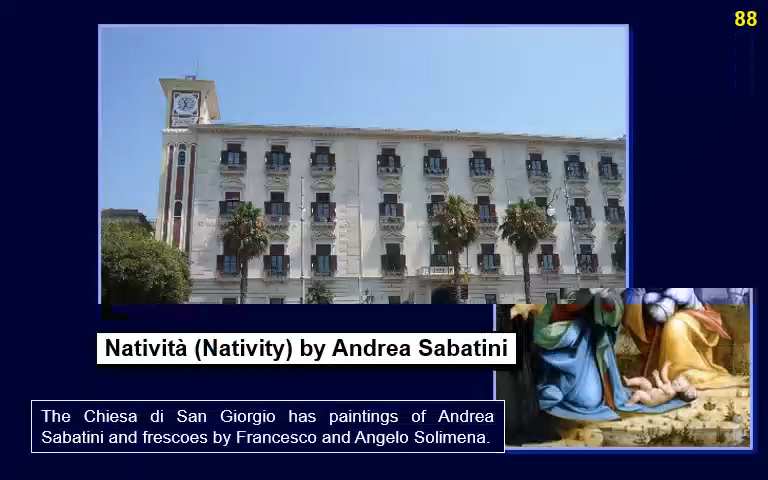 88
Natività (Nativity) by Andrea Sabatini
The Chiesa di San Giorgio has paintings of Andrea
Sabatini and frescoes by Francesco and Angelo Solimena.